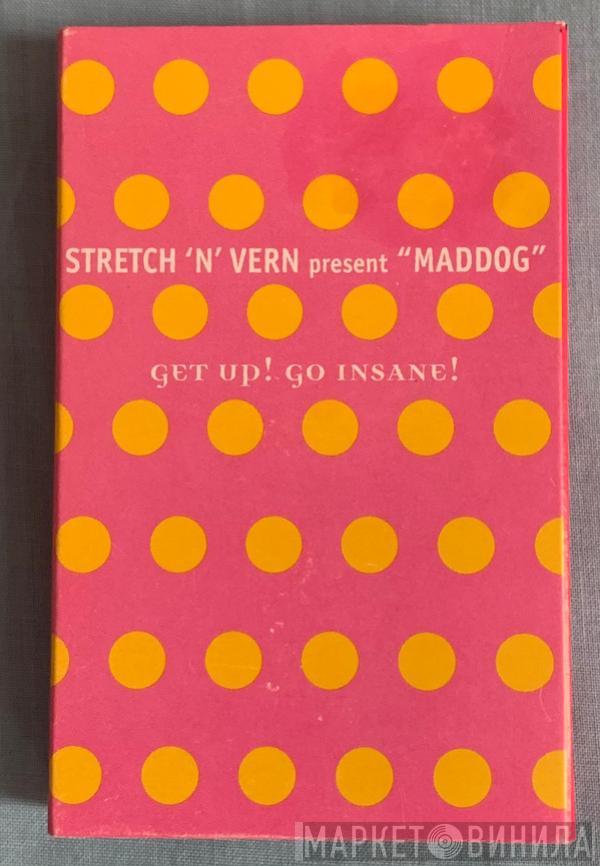 STRETCH 'N' VERN present "MADDOG"
GET UP! GO INSANE!
МАРКЕТ ВИНИЛА